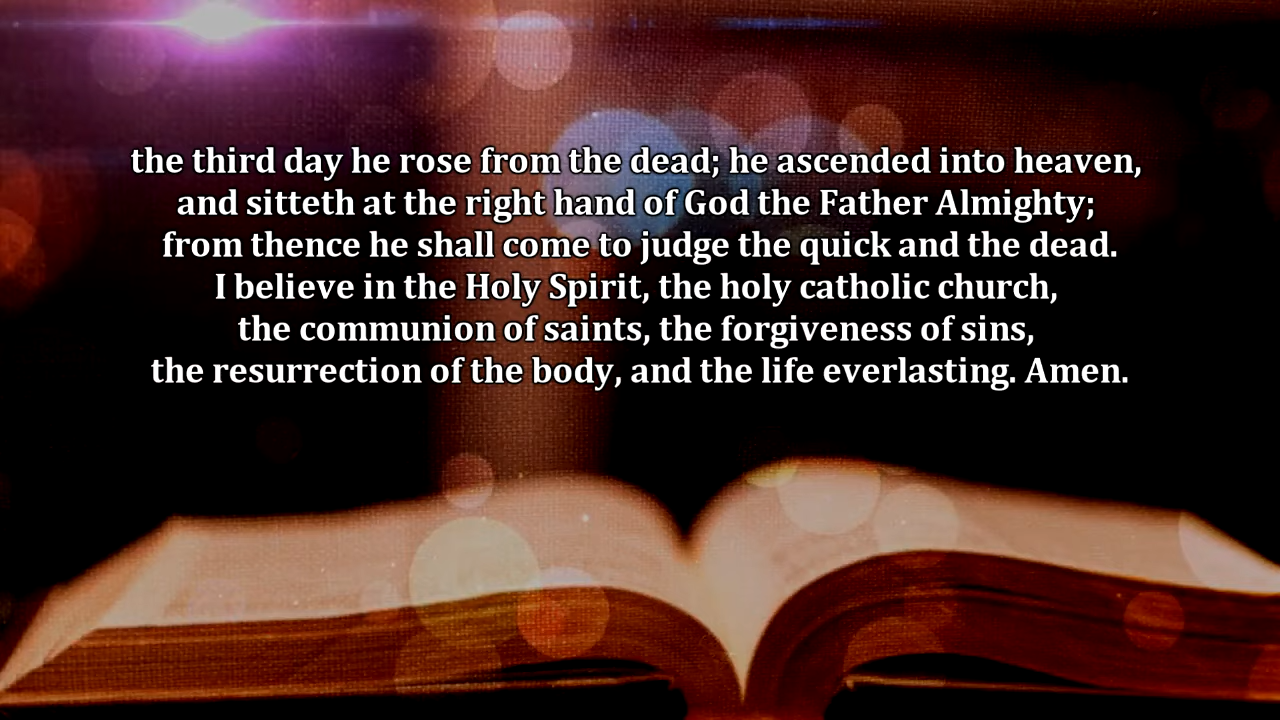 the third day he rose from the dead; he ascended into heaven,
and sitteth at the right hand of God the Father Almighty;
from thence he shall come to judge the quick and the dead.
I believe in the Holy Spirit, the holy catholic church,
the communion of saints, the forgiveness of sins,
the resurrection of the body, and the life everlasting. Amen.